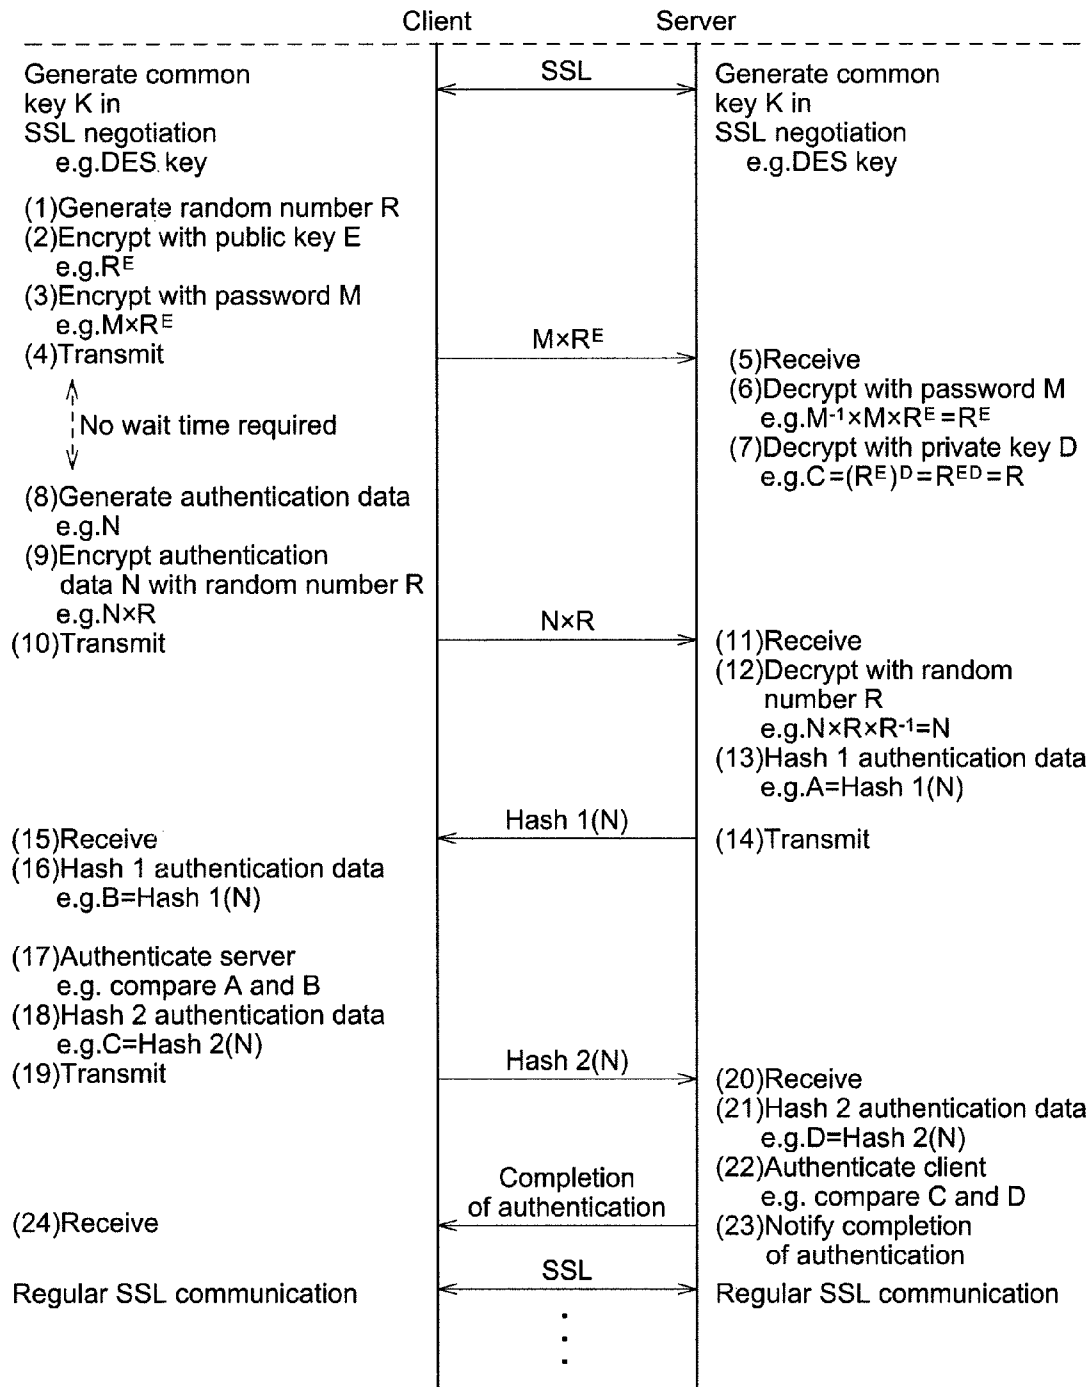 Client Server
Generate common
key K in
SSL negotiation
e.g.DES key
SSL
Generate common
key K in
SSL negotiation
e.g.DES key
(1)Generate random number R
(2)Encrypt with public key E
e.g.Rᴱ
(3)Encrypt with password M
e.g.M×Rᴱ
(4)Transmit
M×Rᴱ
(5)Receive
(6)Decrypt with password M
e.g.M⁻¹×M×Rᴱ=Rᴱ
(7)Decrypt with private key D
e.g.C=(Rᴱ)ᴰ=Rᴱᴰ=R
No wait time required
(8)Generate authentication data
e.g.N
(9)Encrypt authentication
data N with random number R
e.g.N×R
(10)Transmit
N×R
(11)Receive
(12)Decrypt with random
number R
e.g.N×R×R⁻¹=N
(13)Hash 1 authentication data
e.g.A=Hash 1(N)
Hash 1(N)
(14)Transmit
(15)Receive
(16)Hash 1 authentication data
e.g.B=Hash 1(N)
(17)Authenticate server
e.g. compare A and B
(18)Hash 2 authentication data
e.g.C=Hash 2(N)
(19)Transmit
Hash 2(N)
(20)Receive
(21)Hash 2 authentication data
e.g.D=Hash 2(N)
(22)Authenticate client
e.g. compare C and D
Completion
of authentication
(23)Notify completion
of authentication
(24)Receive
Regular SSL communication
SSL
Regular SSL communication